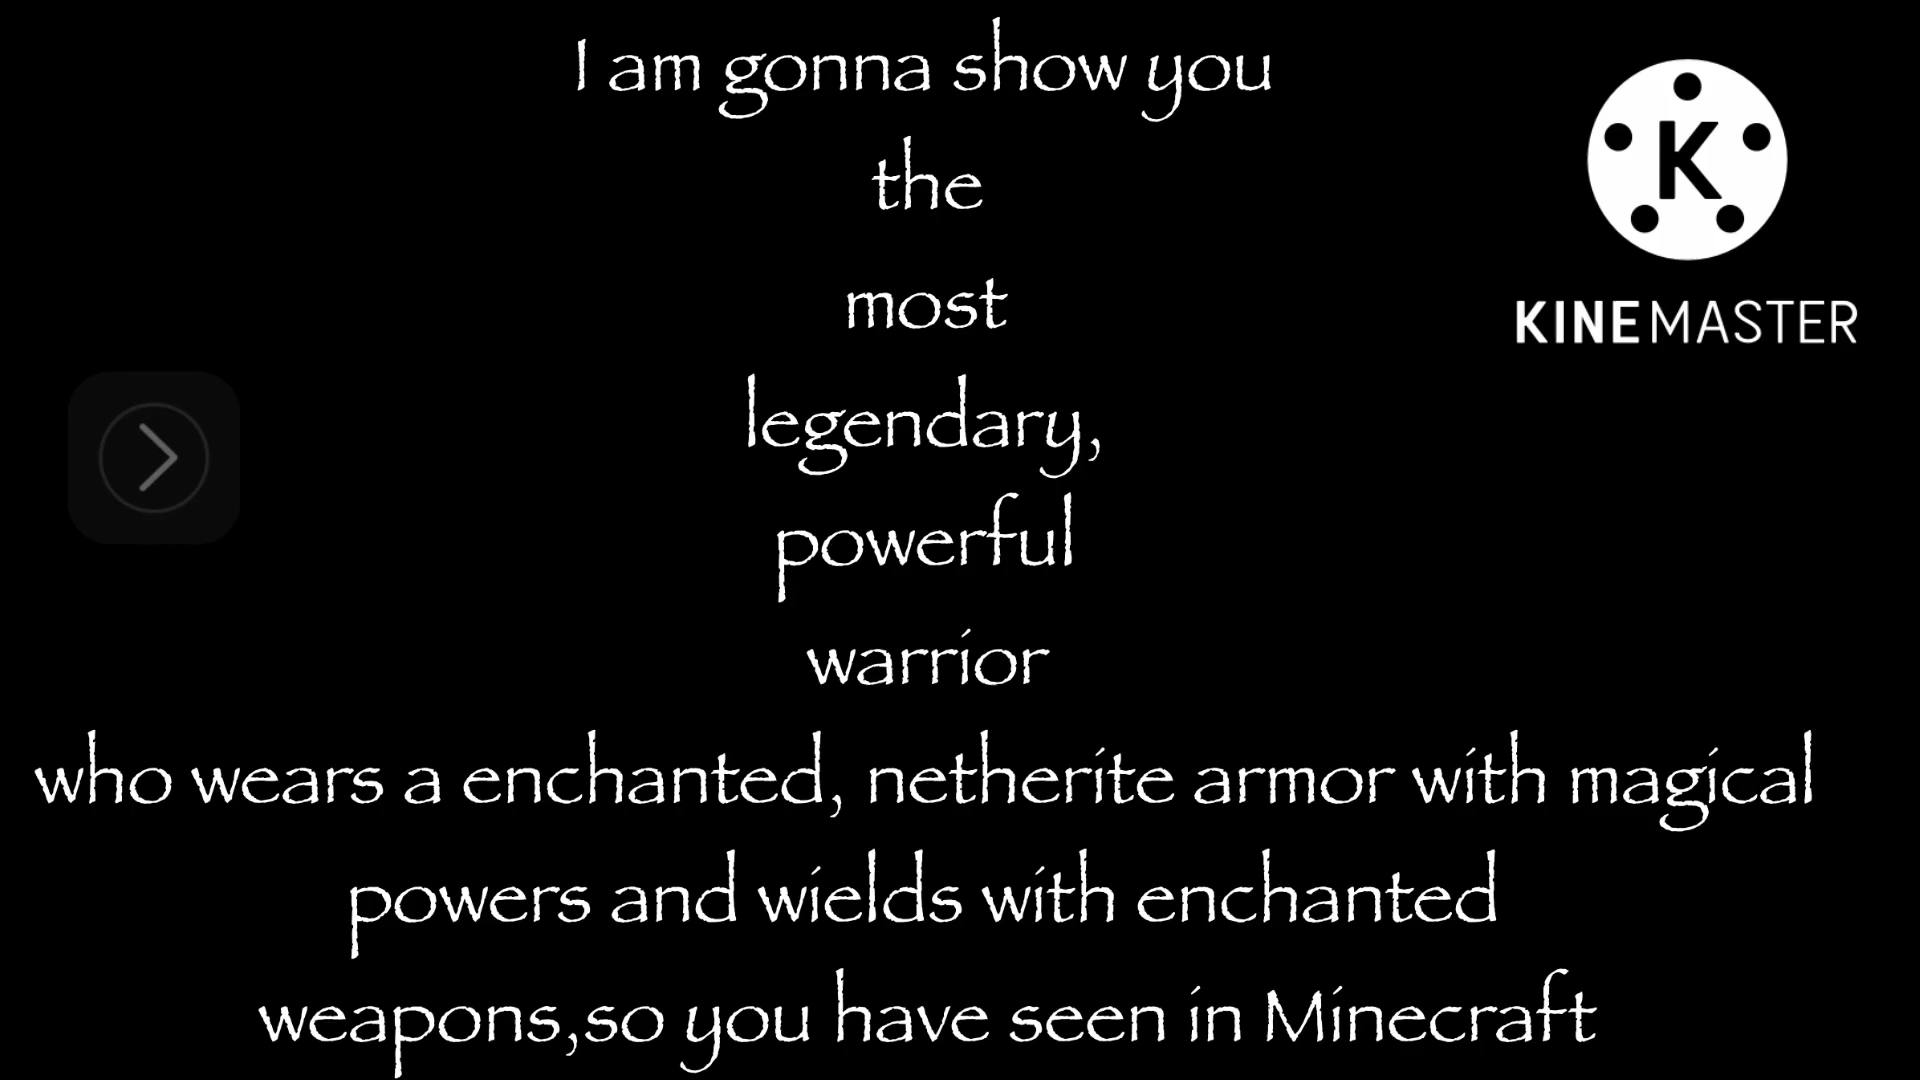 I am gonna show you
the
most
legendary,
powerful
warrior
who wears a enchanted, netherite armor with magical
powers and wields with enchanted
weapons,so you have seen in Minecraft
K
KINEMASTER